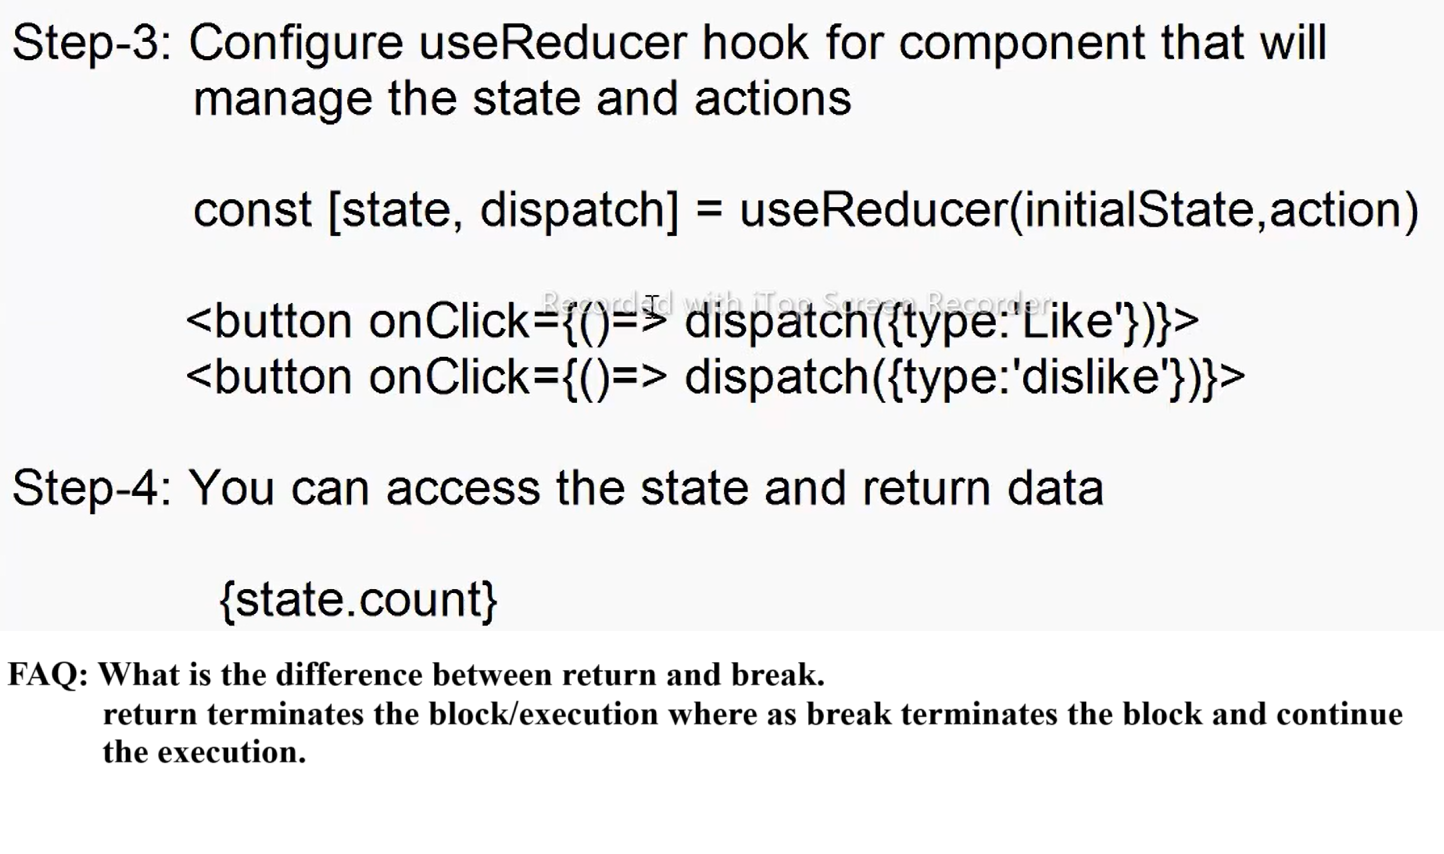 Step-3: Configure useReducer hook for component that will
manage the state and actions
const [state, dispatch] = useReducer(initialState,action)
Recorded with iTop Screen Recorder
<button onClick={()=> dispatch({type:'Like'})}>
<button onClick={()=> dispatch({type:'dislike'})}>
Step-4: You can access the state and return data
{state.count}
FAQ: What is the difference between return and break.
return terminates the block/execution where as break terminates the block and continue
the execution.